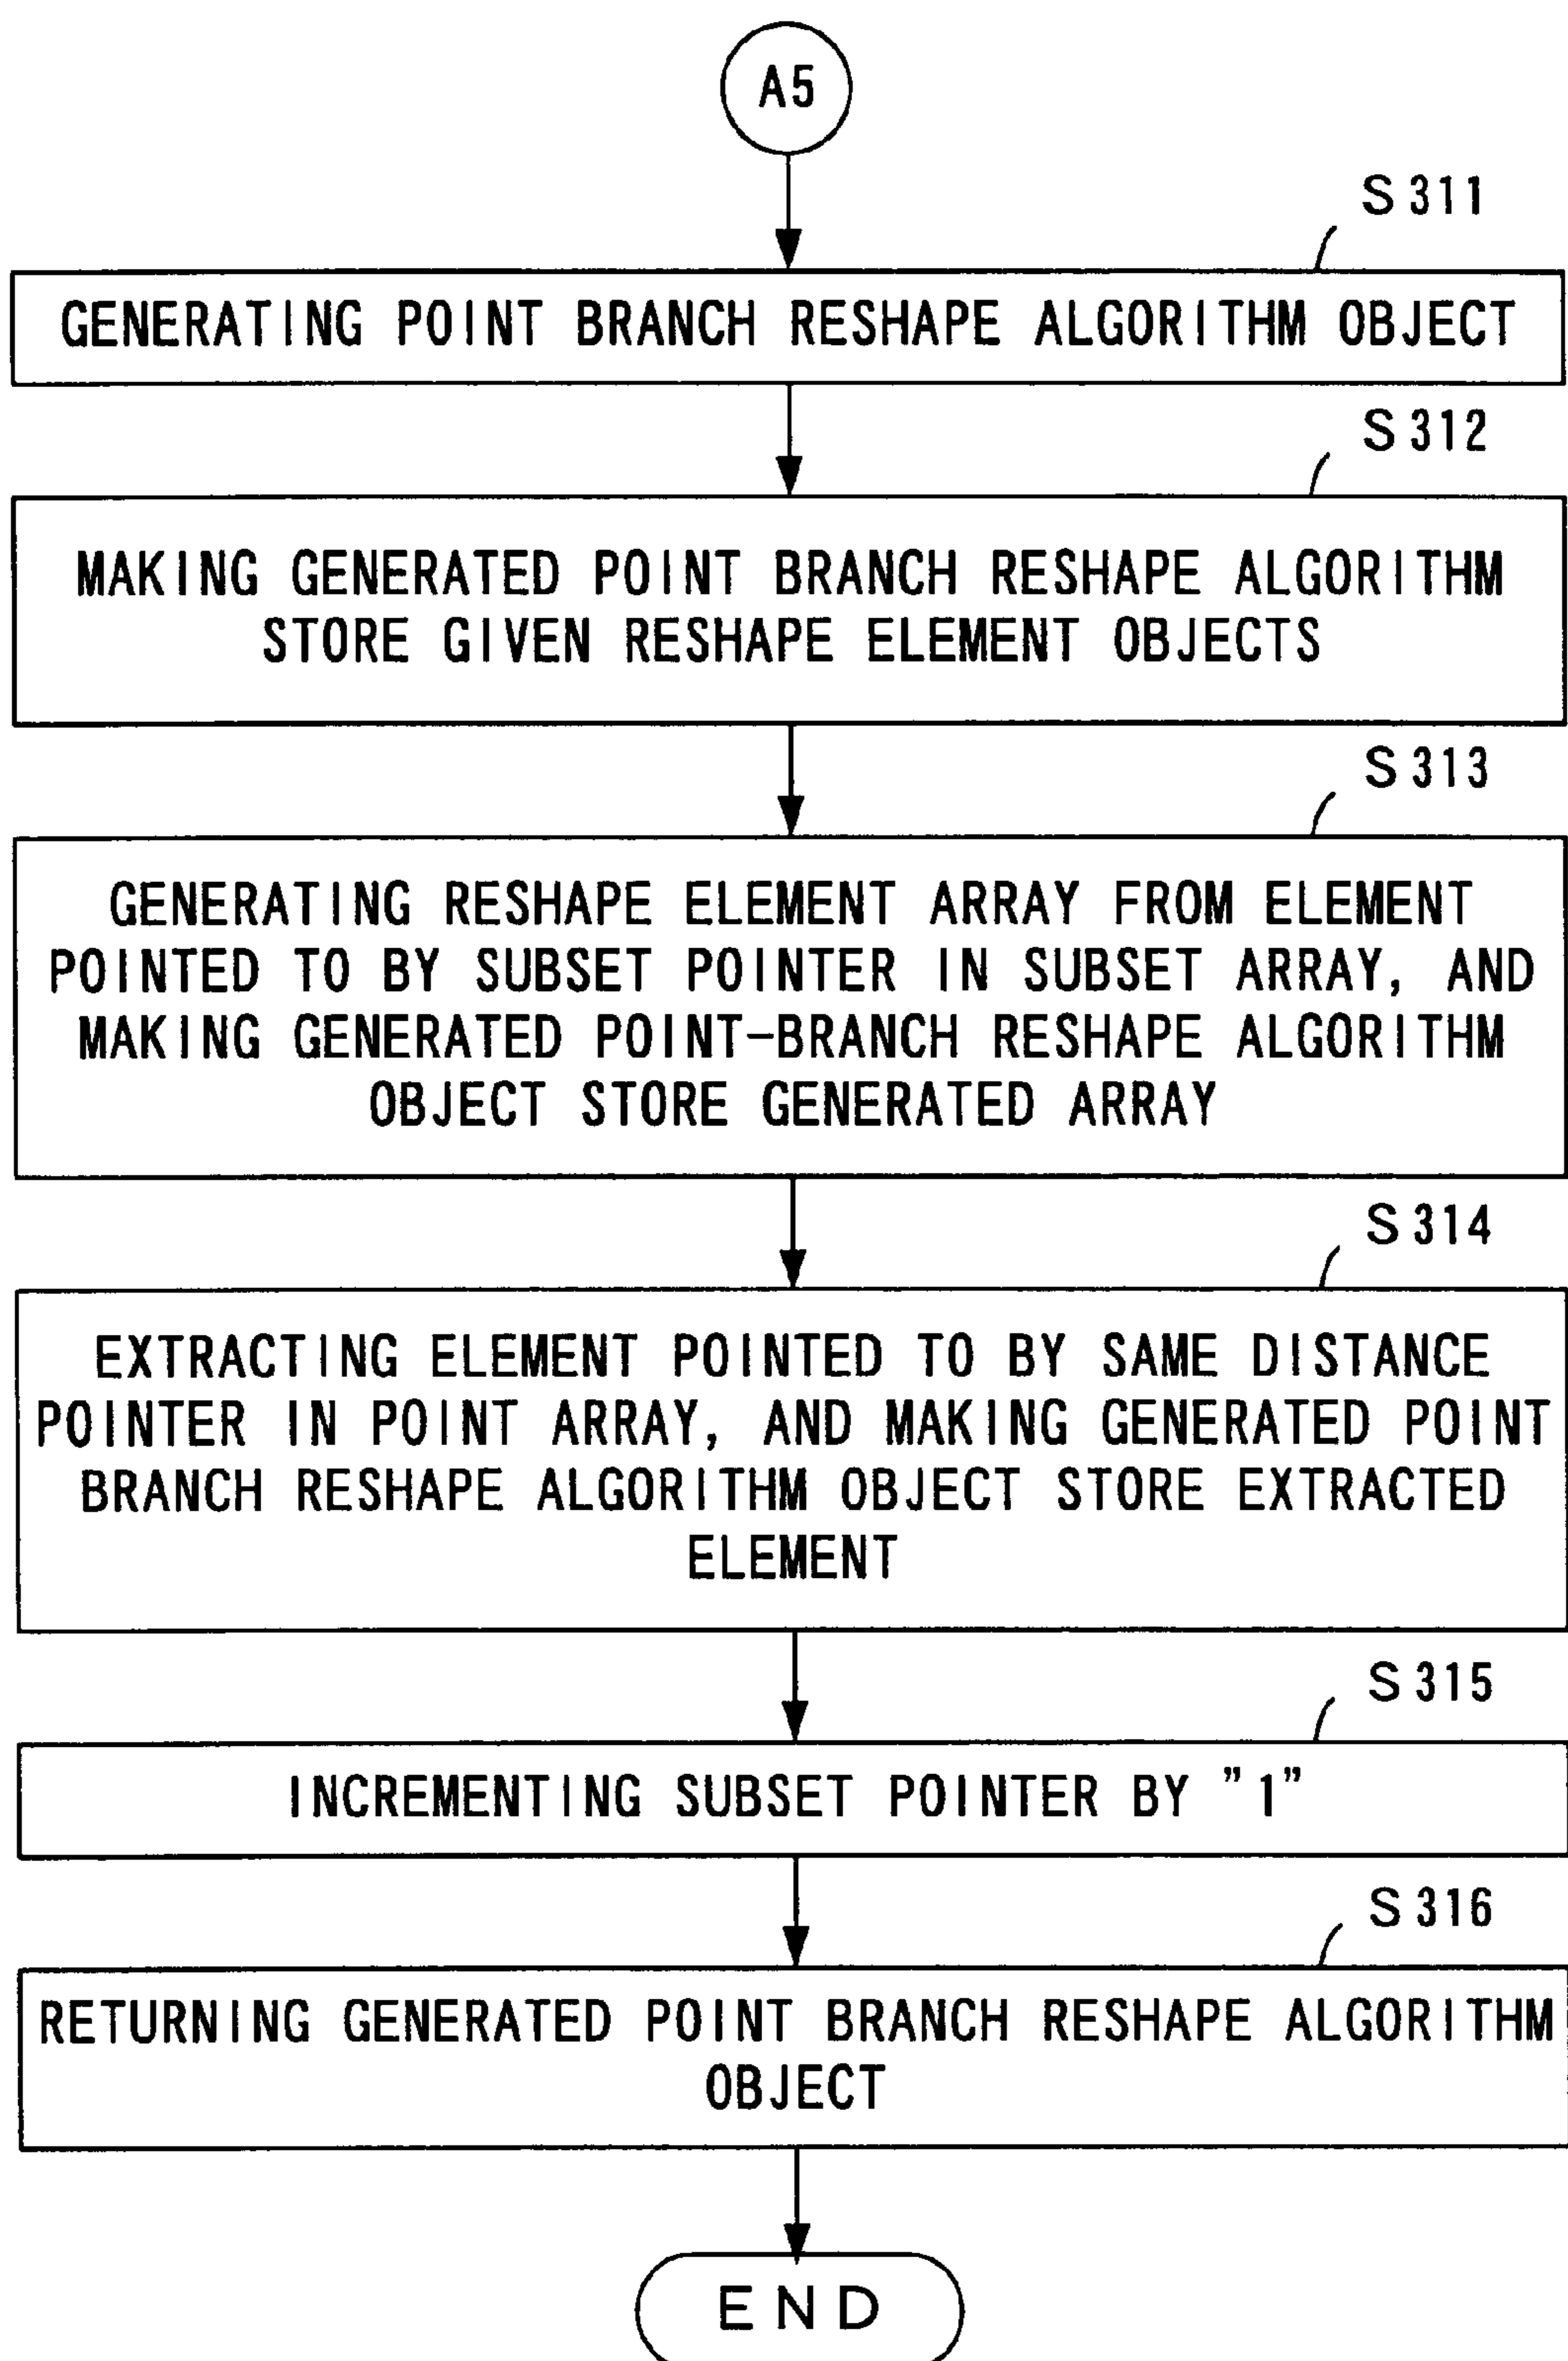 A5
S311
GENERATING POINT BRANCH RESHAPE ALGORITHM OBJECT
S312
MAKING GENERATED POINT BRANCH RESHAPE ALGORITHM
STORE GIVEN RESHAPE ELEMENT OBJECTS
S313
GENERATING RESHAPE ELEMENT ARRAY FROM ELEMENT
POINTED TO BY SUBSET POINTER IN SUBSET ARRAY, AND
MAKING GENERATED POINT-BRANCH RESHAPE ALGORITHM
OBJECT STORE GENERATED ARRAY
S314
EXTRACTING ELEMENT POINTED TO BY SAME DISTANCE
POINTER IN POINT ARRAY, AND MAKING GENERATED POINT
BRANCH RESHAPE ALGORITHM OBJECT STORE EXTRACTED
ELEMENT
S315
INCREMENTING SUBSET POINTER BY ”1”
S316
RETURNING GENERATED POINT BRANCH RESHAPE ALGORITHM
OBJECT
END